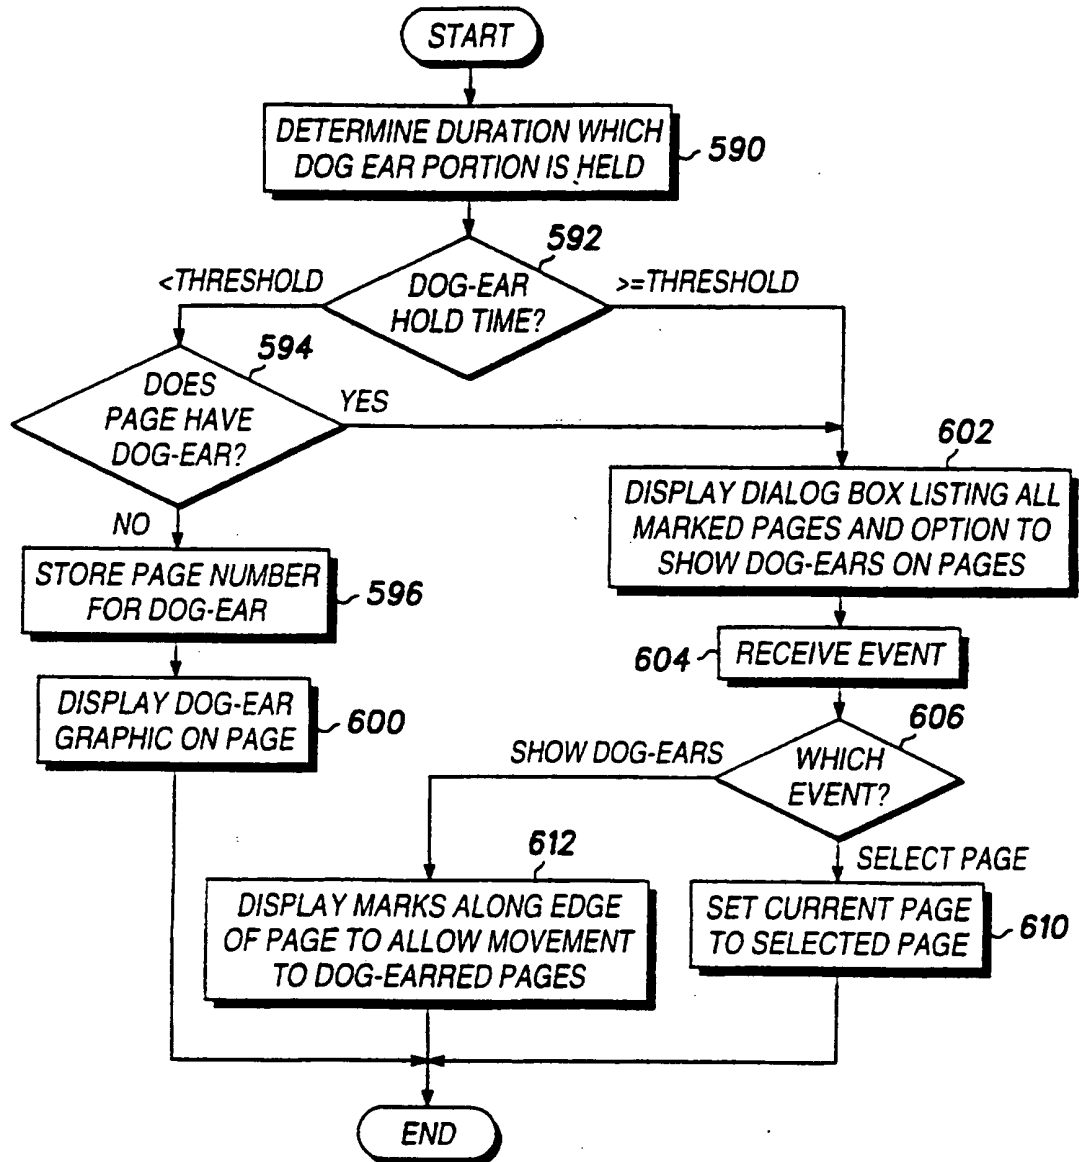 START
DETERMINE DURATION WHICH
DOG EAR PORTION IS HELD
590
592
<THRESHOLD
DOG-EAR
HOLD TIME?
>=THRESHOLD
594
DOES
PAGE HAVE
DOG-EAR?
YES
NO
602
DISPLAY DIALOG BOX LISTING ALL
MARKED PAGES AND OPTION TO
SHOW DOG-EARS ON PAGES
STORE PAGE NUMBER
FOR DOG-EAR
596
604
RECEIVE EVENT
DISPLAY DOG-EAR
GRAPHIC ON PAGE
600
606
SHOW DOG-EARS
WHICH
EVENT?
SELECT PAGE
612
DISPLAY MARKS ALONG EDGE
OF PAGE TO ALLOW MOVEMENT
TO DOG-EARRED PAGES
SET CURRENT PAGE
TO SELECTED PAGE
610
END